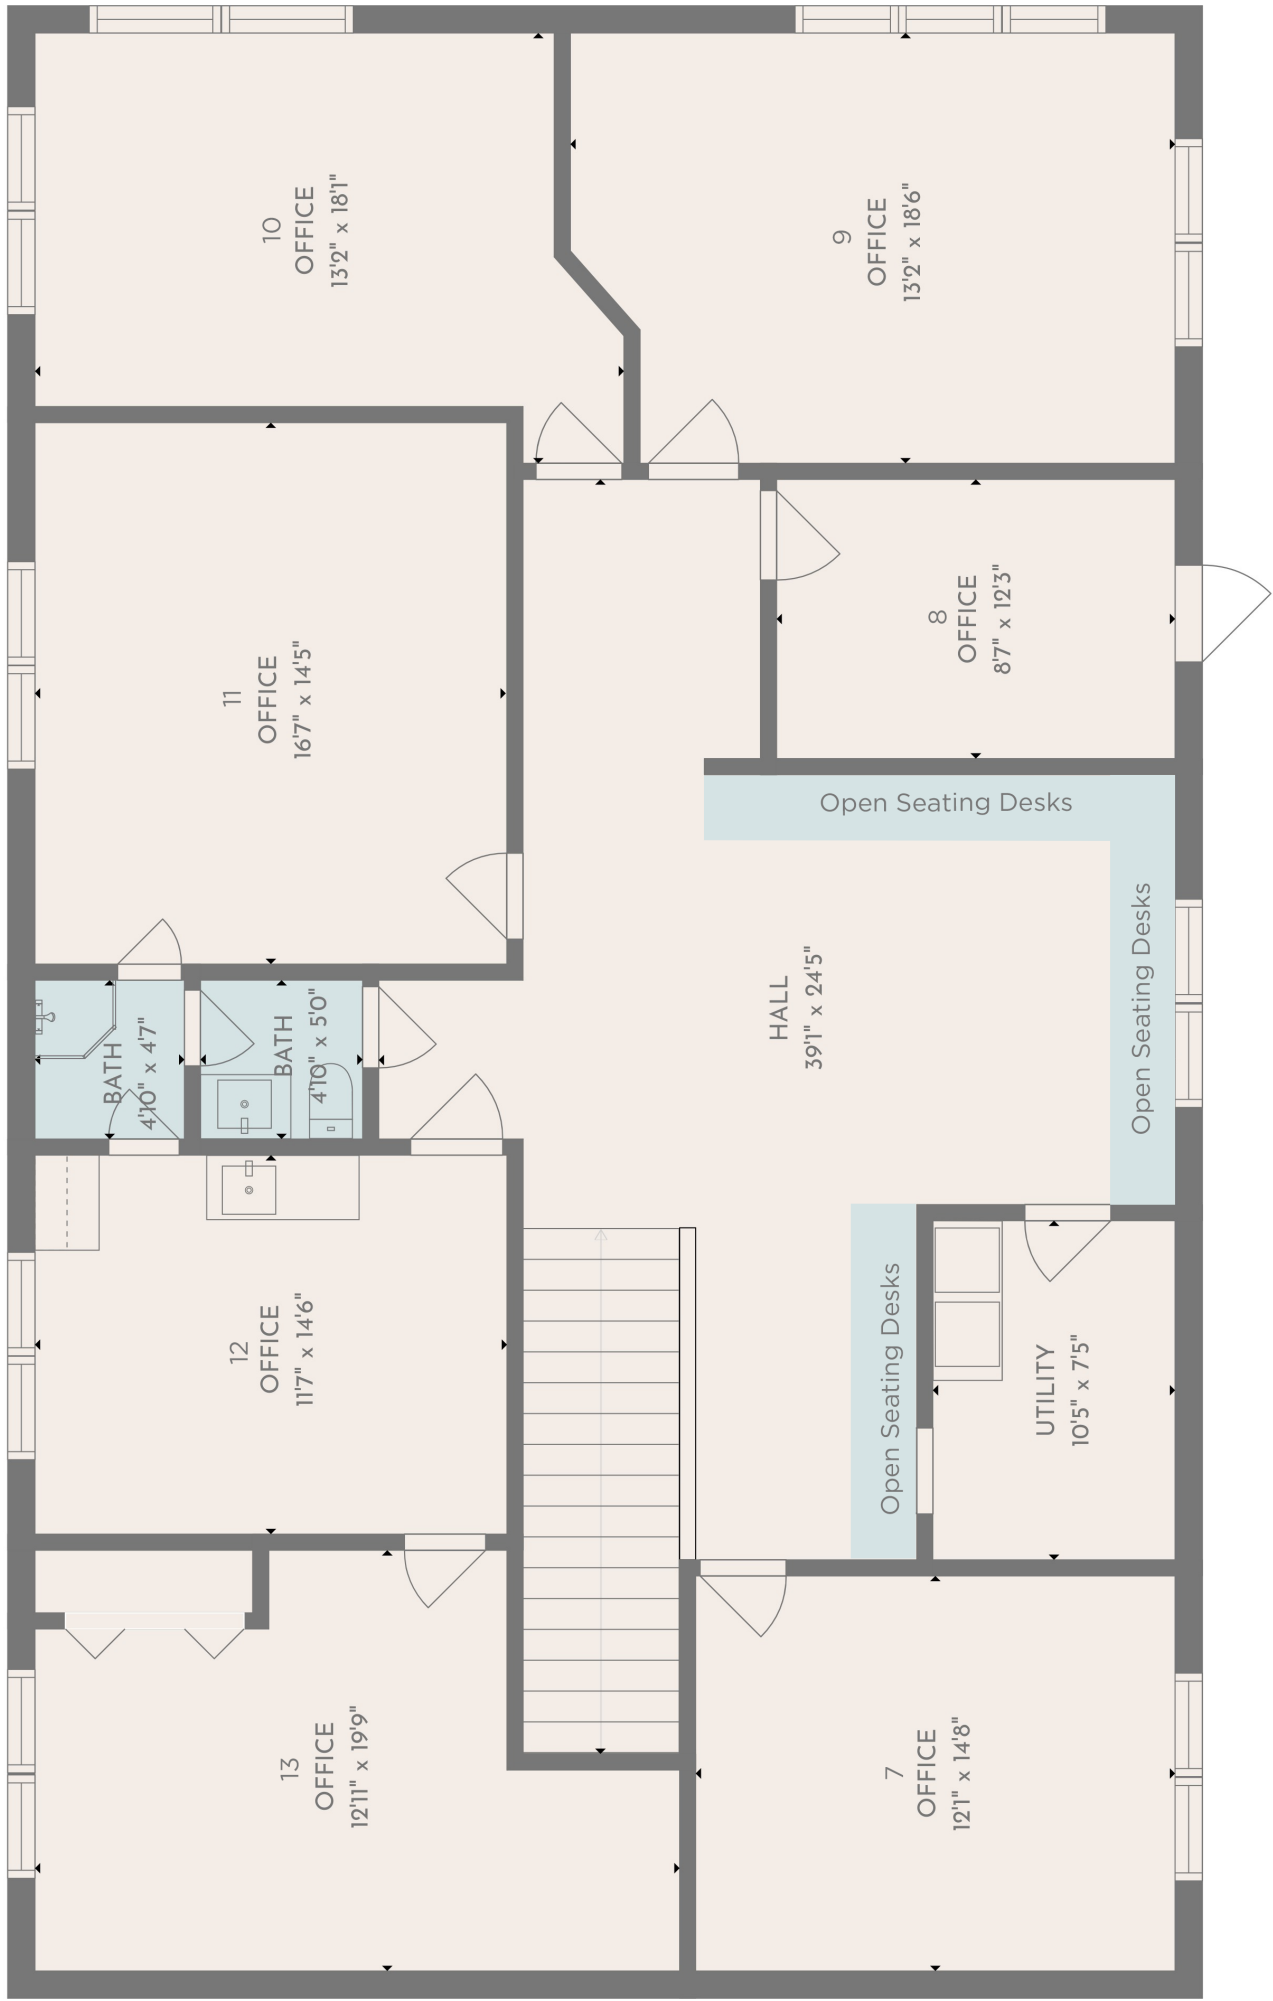 10
OFFICE
13'2" x 18'1"
9
OFFICE
13'2" x 18'6"
8
OFFICE
8'7" x 12'3"
11
OFFICE
16'7" x 14'5"
Open Seating Desks
Open Seating Desks
HALL
39'1" x 24'5"
BATH
4'10" x 4'7"
BATH
4'10" x 5'0"
12
OFFICE
11'7" x 14'6"
Open Seating Desks
UTILITY
10'5" x 7'5"
13
OFFICE
12'11" x 19'9"
7
OFFICE
12'1" x 14'8"